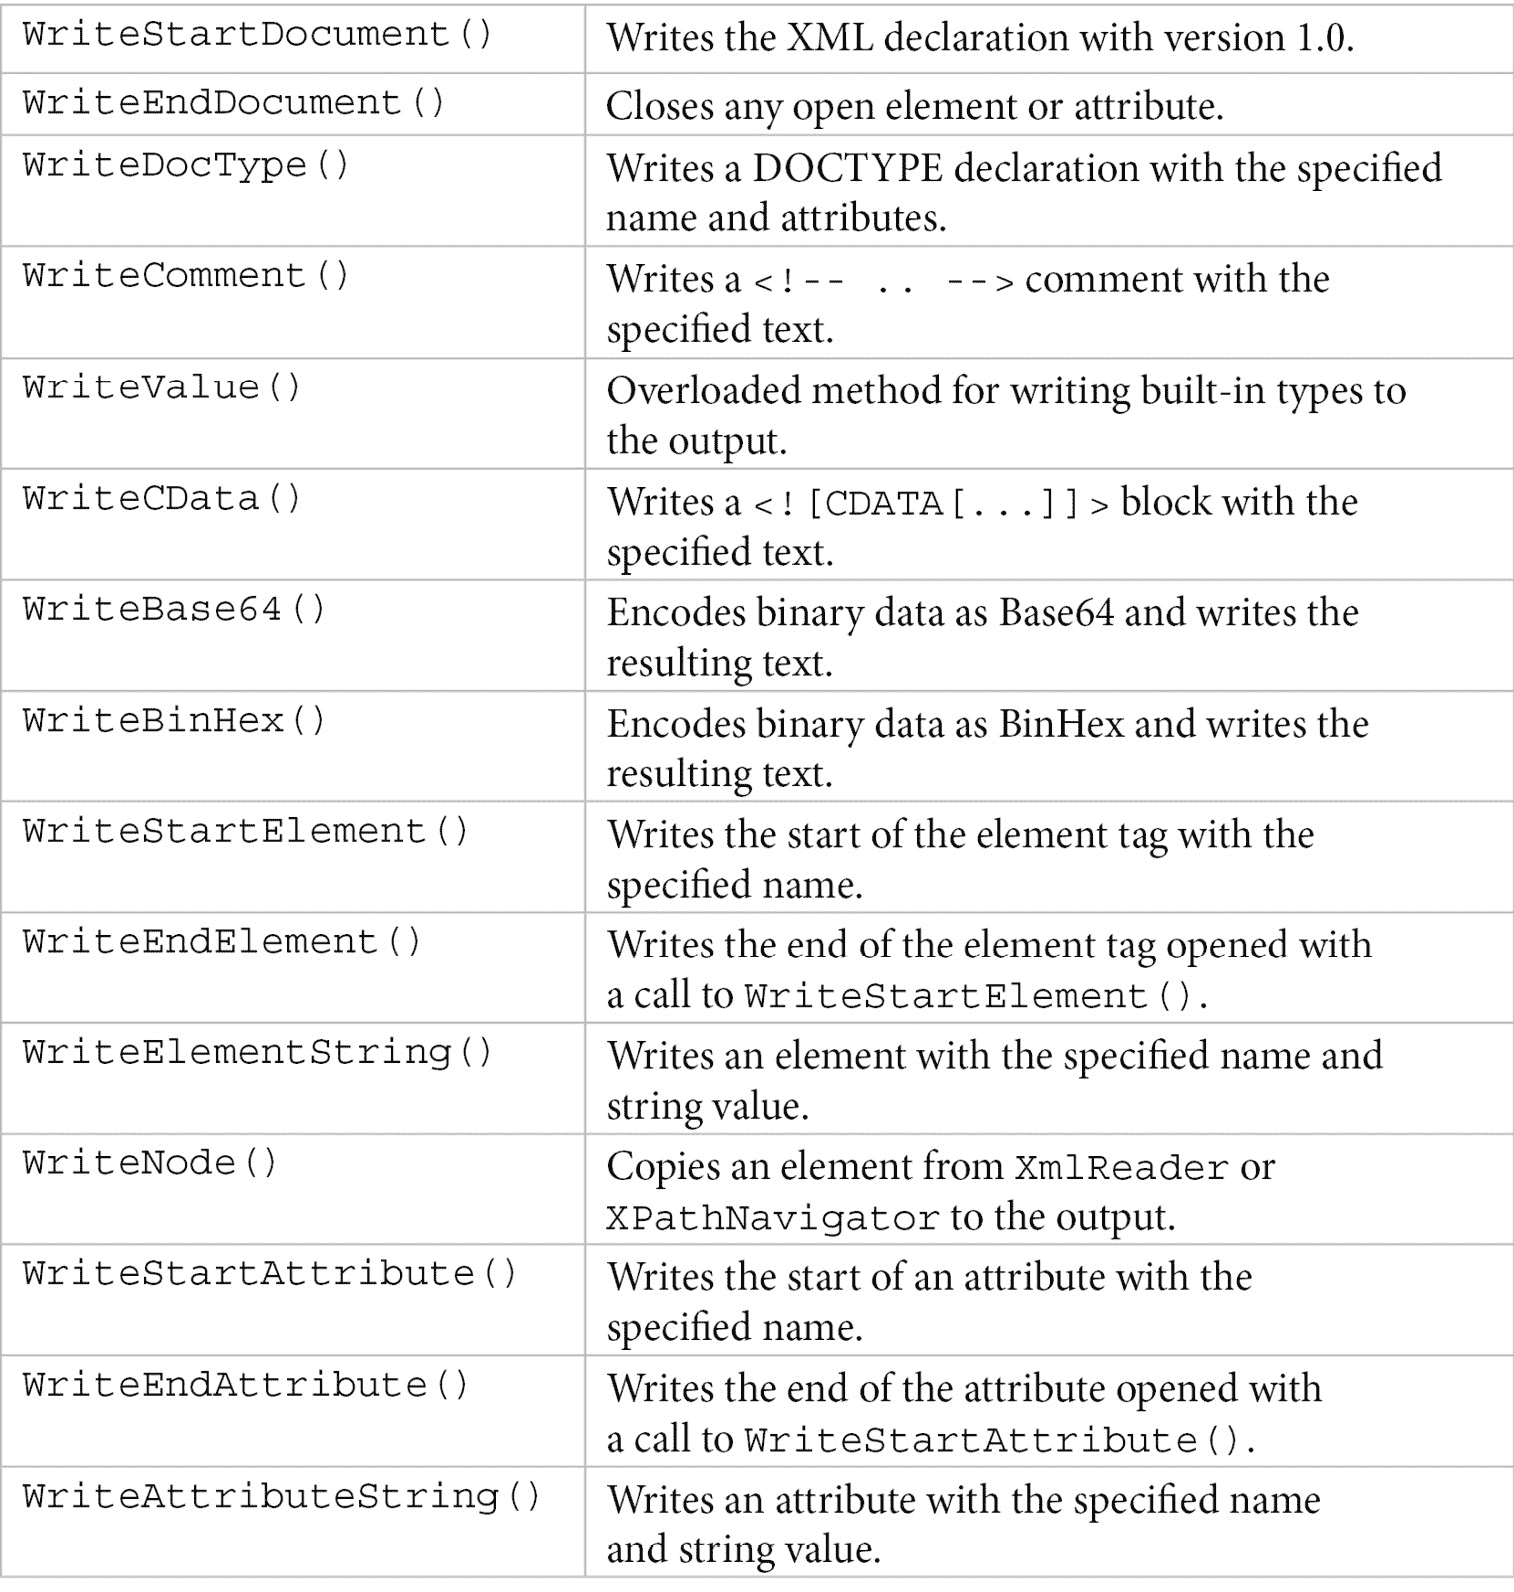 WriteStartDocument() Writes the XML declaration with version 1.0.
WriteEndDocument() Closes any open element or attribute.
WriteDocType() Writes a DOCTYPE declaration with the specified
name and attributes.
WriteComment() Writes a <!-- .. --> comment with the
specified text.
WriteValue() Overloaded method for writing built-in types to
the output.
WriteCData() Writes a <![CDATA[...]]> block with the
specified text.
WriteBase64() Encodes binary data as Base64 and writes the
resulting text.
WriteBinHex() Encodes binary data as BinHex and writes the
resulting text.
WriteStartElement() Writes the start of the element tag with the
specified name.
WriteEndElement() Writes the end of the element tag opened with
a call to WriteStartElement().
WriteElementString() Writes an element with the specified name and
string value.
WriteNode() Copies an element from XmlReader or
XPathNavigator to the output.
WriteStartAttribute() Writes the start of an attribute with the
specified name.
WriteEndAttribute() Writes the end of the attribute opened with
a call to WriteStartAttribute().
WriteAttributeString() Writes an attribute with the specified name
and string value.